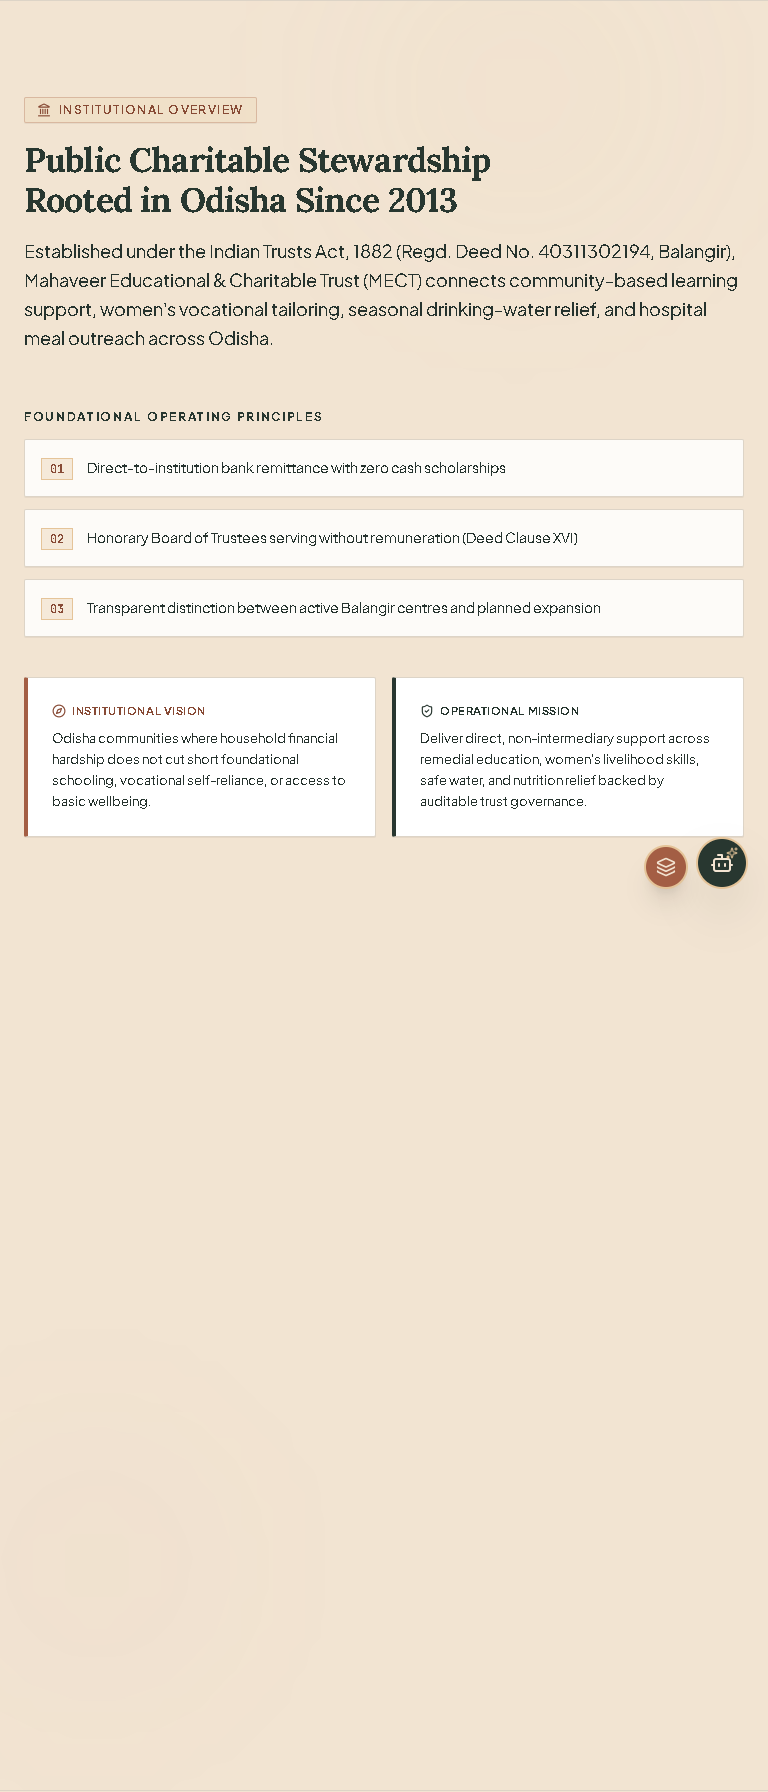 INSTITUTIONAL OVERVIEW
Public Charitable Stewardship
Rooted in Odisha Since 2013
Established under the Indian Trusts Act, 1882 (Regd. Deed No. 40311302194, Balangir),
Mahaveer Educational & Charitable Trust (MECT) connects community-based learning
support, women's vocational tailoring, seasonal drinking-water relief, and hospital
meal outreach across Odisha.
FOUNDATIONAL OPERATING PRINCIPLES
01 Direct-to-institution bank remittance with zero cash scholarships
02 Honorary Board of Trustees serving without remuneration (Deed Clause XVI)
03 Transparent distinction between active Balangir centres and planned expansion
INSTITUTIONAL VISION
Odisha communities where household financial
hardship does not cut short foundational
schooling, vocational self-reliance, or access to
basic wellbeing.
OPERATIONAL MISSION
Deliver direct, non-intermediary support across
remedial education, women's livelihood skills,
safe water, and nutrition relief backed by
auditable trust governance.